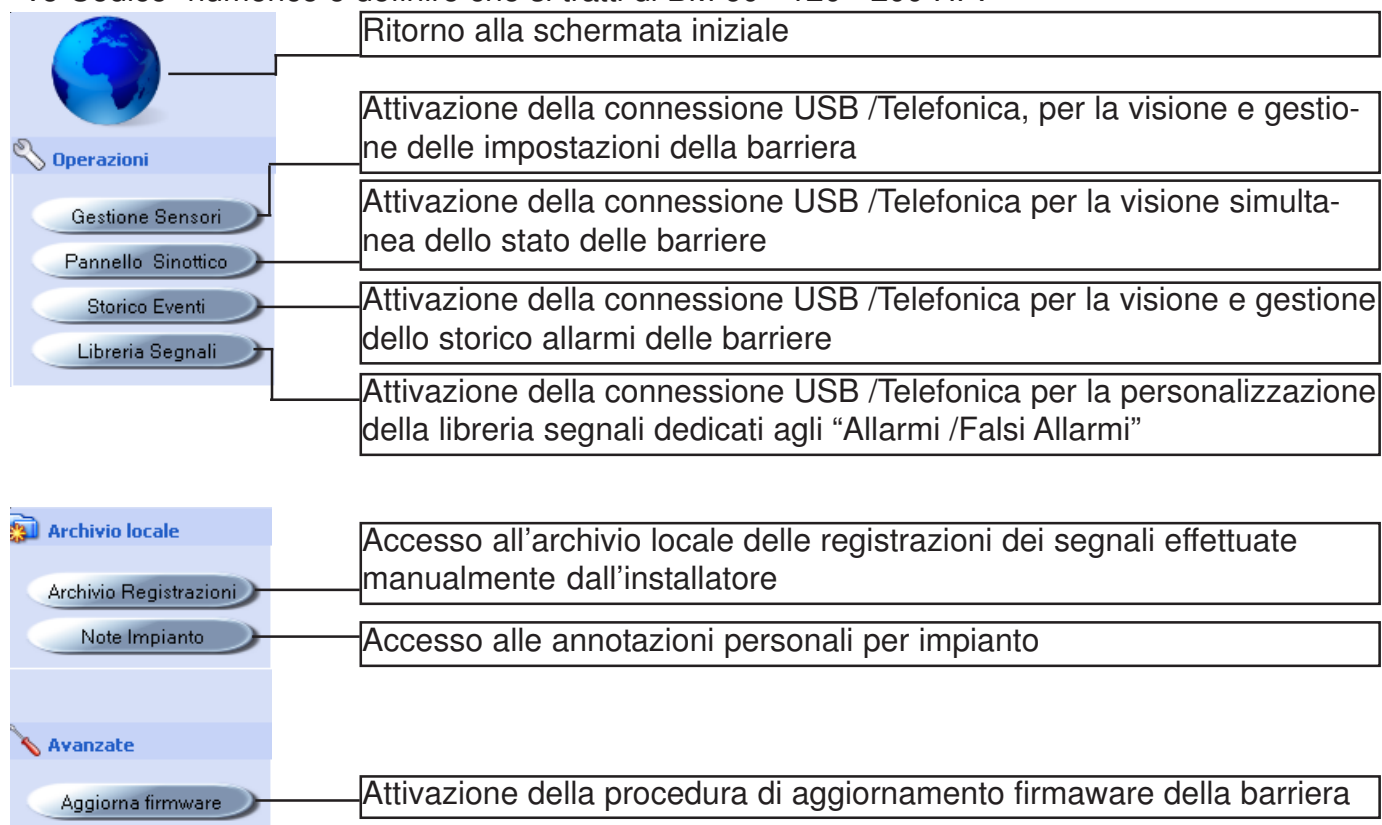 Ritorno alla schermata iniziale
Attivazione della connessione USB /Telefonica, per la visione e gestio-
ne delle impostazioni della barriera
Operazioni
Gestione Sensori
Attivazione della connessione USB /Telefonica per la visione simulta-
nea dello stato delle barriere
Pannello Sinottico
Storico Eventi
Attivazione della connessione USB /Telefonica per la visione e gestione
dello storico allarmi delle barriere
Libreria Segnali
Attivazione della connessione USB /Telefonica per la personalizzazione
della libreria segnali dedicati agli “Allarmi /Falsi Allarmi”
Archivio locale
Accesso all’archivio locale delle registrazioni dei segnali effettuate
manualmente dall’installatore
Archivio Registrazioni
Note Impianto
Accesso alle annotazioni personali per impianto
Avanzate
Aggiorna firmware
Attivazione della procedura di aggiornamento firmaware della barriera